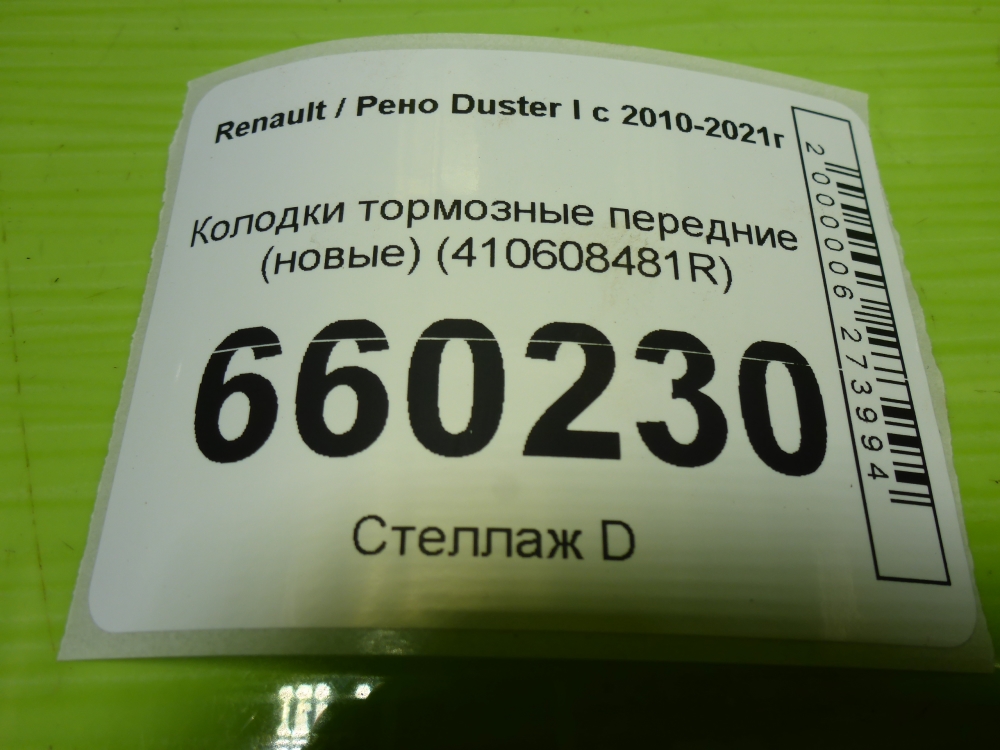 Renault / Рено Duster I с 2010-2021г
Колодки тормозные передние
(новые) (410608481R)
660230
Стеллаж D
2000006273994